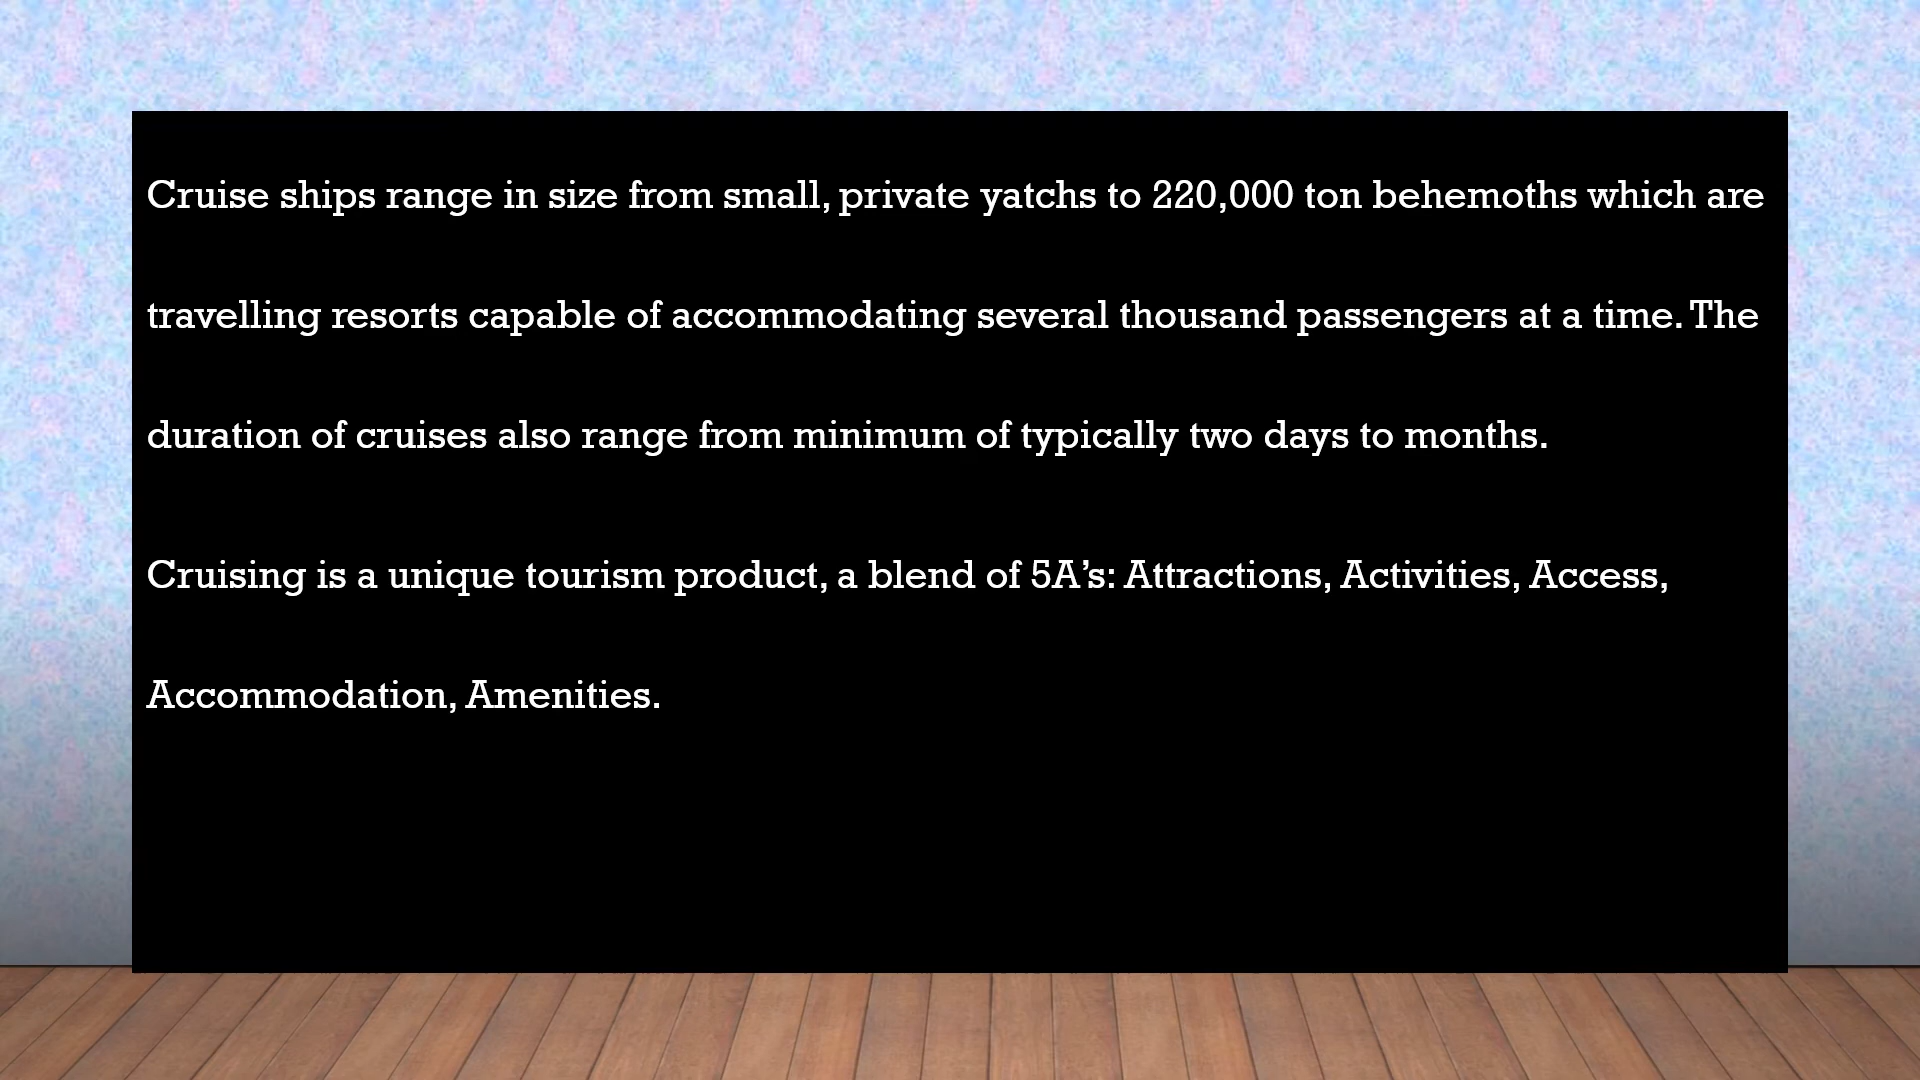 Cruise ships range in size from small, private yatchs to 220,000 ton behemoths which are
travelling resorts capable of accommodating several thousand passengers at a time. The
duration of cruises also range from minimum of typically two days to months.
Cruising is a unique tourism product, a blend of 5A’s: Attractions, Activities, Access,
Accommodation, Amenities.